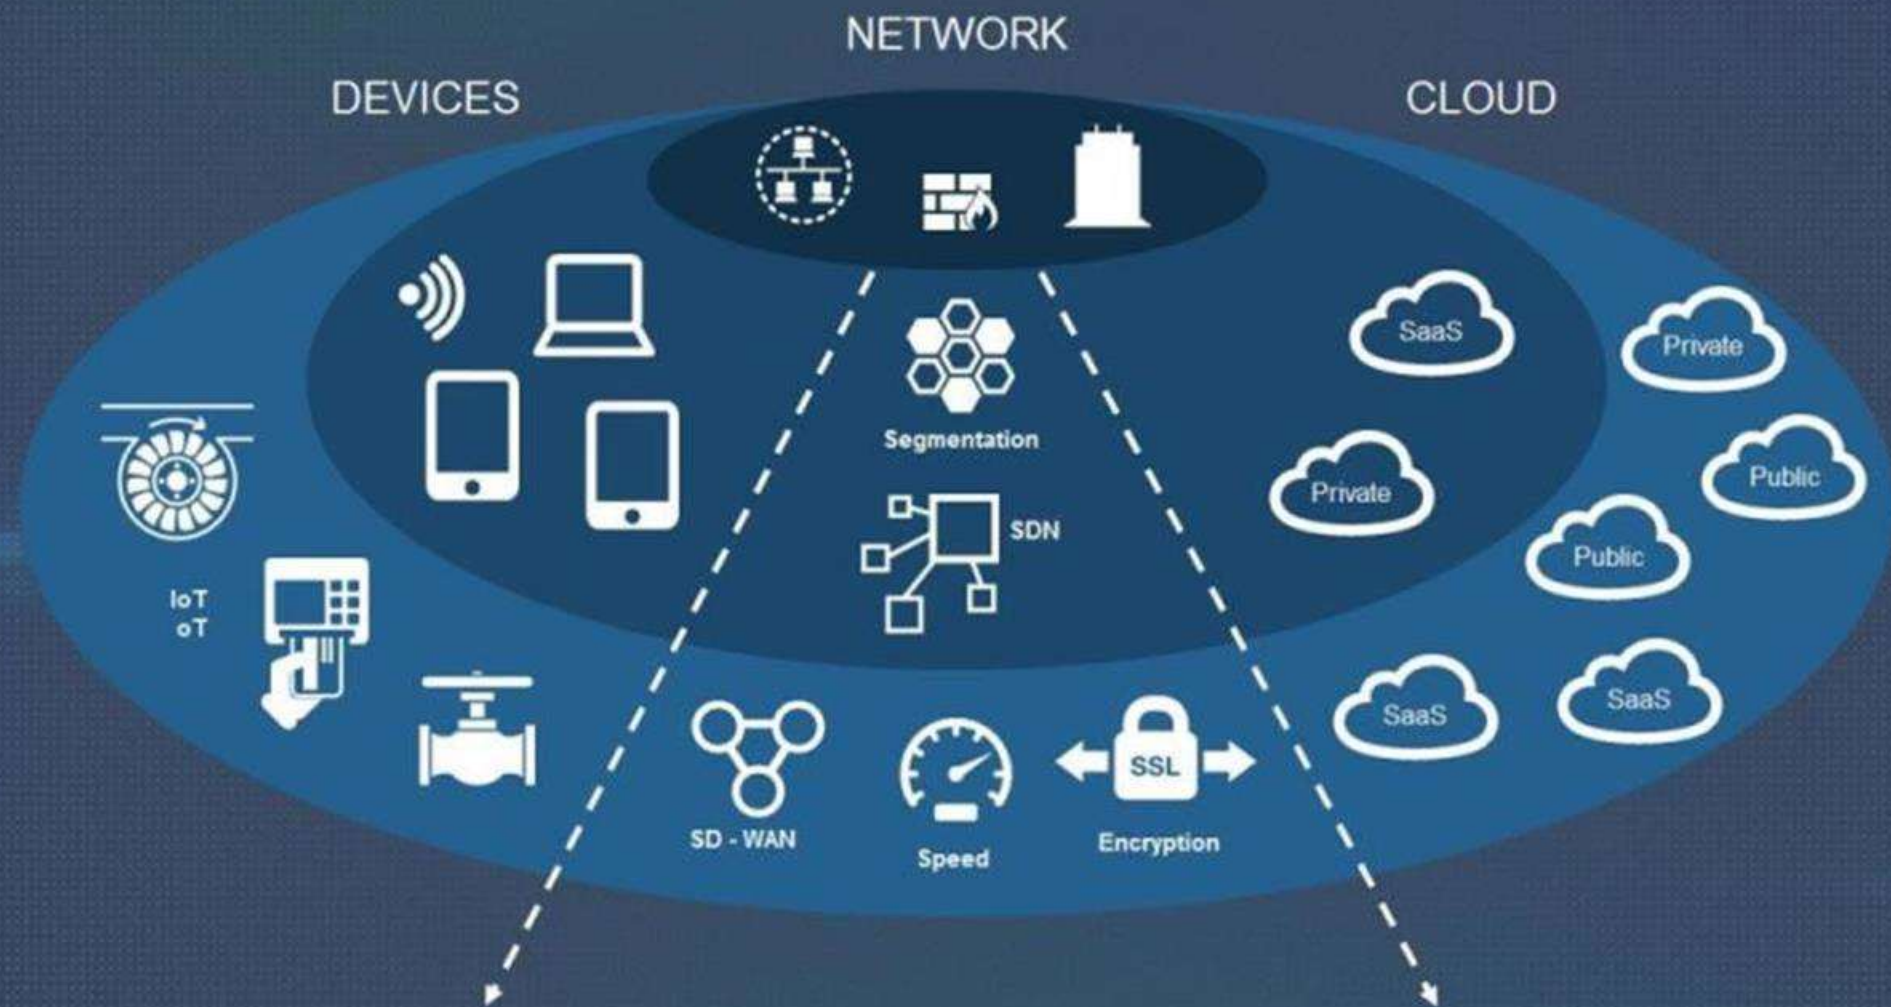 NETWORK
DEVICES
CLOUD
SaaS
Private
Segmentation
Private
Public
SDN
Public
IoT
oT
SaaS
SaaS
SSL
SD - WAN
Speed
Encryption